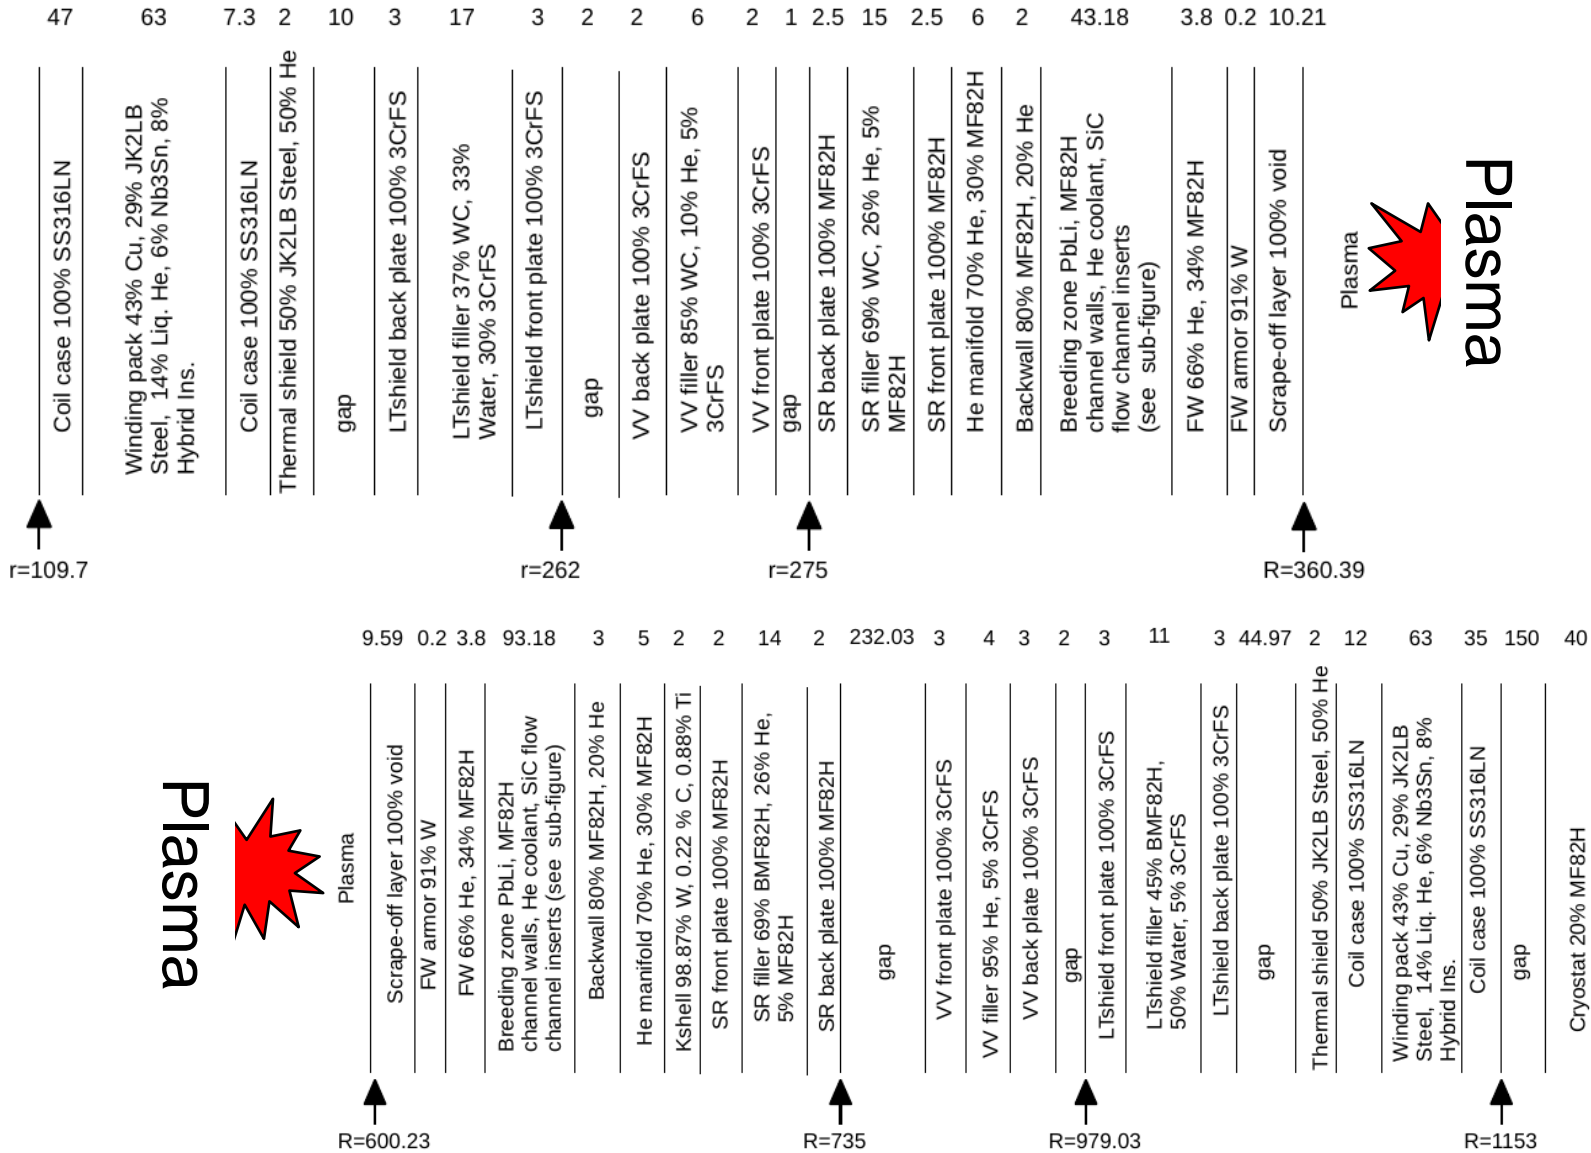 47 63 7.3 2 10 3 17 3 2 2 6 2 1 2.5 15 2.5 6 2 43.18 3.8 0.2 10.21
Coil case 100% SS316LN
Winding pack 43% Cu, 29% JK2LB
Steel, 14% Liq. He, 6% Nb3Sn, 8%
Hybrid Ins.
Coil case 100% SS316LN
Thermal shield 50% JK2LB Steel, 50% He
gap
LTshield back plate 100% 3CrFS
LTshield filler 37% WC, 33%
Water, 30% 3CrFS
LTshield front plate 100% 3CrFS
gap
VV back plate 100% 3CrFS
VV filler 85% WC, 10% He, 5%
3CrFS
VV front plate 100% 3CrFS
gap
SR back plate 100% MF82H
SR filler 69% WC, 26% He, 5%
MF82H
SR front plate 100% MF82H
He manifold 70% He, 30% MF82H
Backwall 80% MF82H, 20% He
Breeding zone PbLi, MF82H
channel walls, He coolant, SiC
flow channel inserts
(see sub-figure)
FW 66% He, 34% MF82H
FW armor 91% W
Scrape-off layer 100% void
Plasma
Plasma
r=109.7 r=262 r=275 R=360.39
9.59 0.2 3.8 93.18 3 5 2 2 14 2 232.03 3 4 3 2 3 11 3 44.97 2 12 63 35 150 40
Plasma
Plasma
Scrape-off layer 100% void
FW armor 91% W
FW 66% He, 34% MF82H
Breeding zone PbLi, MF82H
channel walls, He coolant, SiC flow
channel inserts (see sub-figure)
Backwall 80% MF82H, 20% He
He manifold 70% He, 30% MF82H
Kshell 98.87% W, 0.22 % C, 0.88% Ti
SR front plate 100% MF82H
SR filler 69% BMF82H, 26% He,
5% MF82H
SR back plate 100% MF82H
gap
VV front plate 100% 3CrFS
VV filler 95% He, 5% 3CrFS
VV back plate 100% 3CrFS
gap
LTshield front plate 100% 3CrFS
LTshield filler 45% BMF82H,
50% Water, 5% 3CrFS
LTshield back plate 100% 3CrFS
gap
Thermal shield 50% JK2LB Steel, 50% He
Coil case 100% SS316LN
Winding pack 43% Cu, 29% JK2LB
Steel, 14% Liq. He, 6% Nb3Sn, 8%
Hybrid Ins.
Coil case 100% SS316LN
gap
Cryostat 20% MF82H
R=600.23 R=735 R=979.03 R=1153